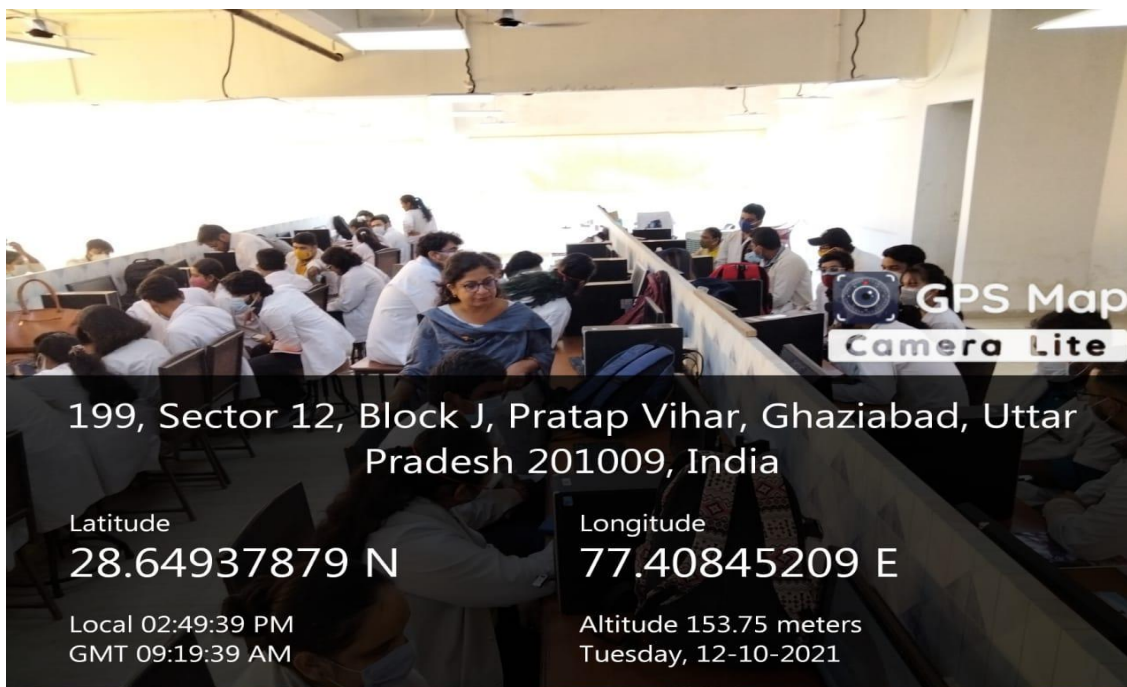 GPS Map
Camera Lite
199, Sector 12, Block J, Pratap Vihar, Ghaziabad, Uttar
Pradesh 201009, India
Latitude
28.64937879 N
Longitude
77.40845209 E
Local 02:49:39 PM
GMT 09:19:39 AM
Altitude 153.75 meters
Tuesday, 12-10-2021